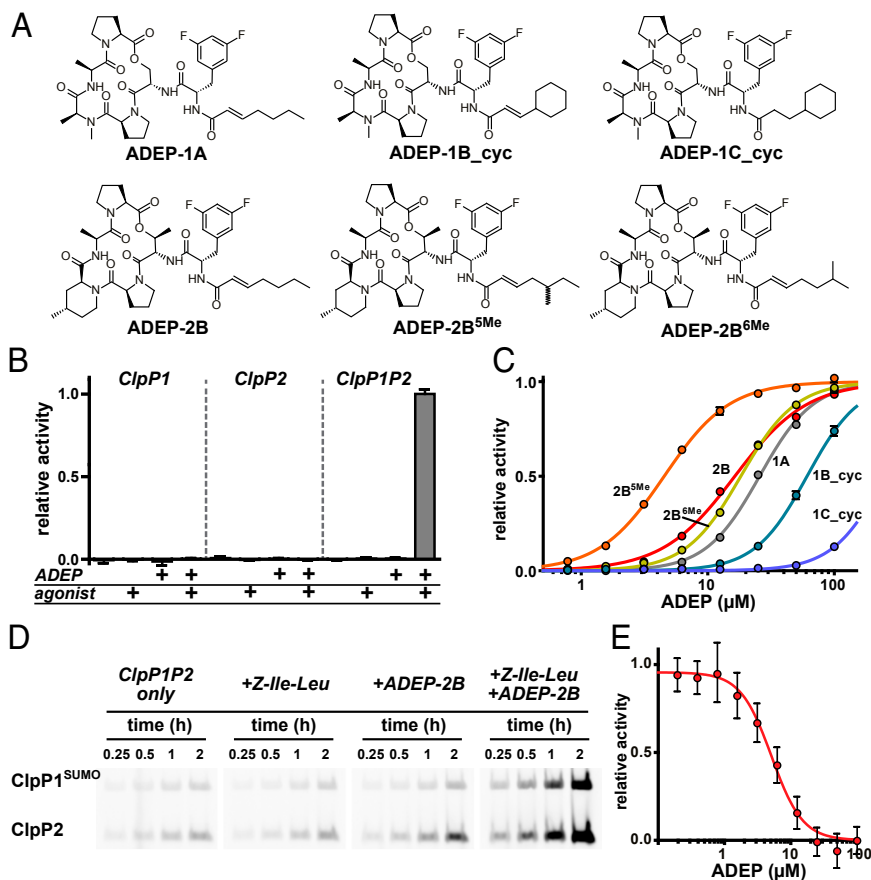 A
ADEP-1A
ADEP-1B_cyc
ADEP-1C_cyc
ADEP-2B
ADEP-2B5Me
ADEP-2B6Me
B
ClpP1
ClpP2
ClpP1P2
relative activity
1.0
0.5
0.0
ADEP
+ + + + + +
agonist
+ + + + + +
C
relative activity
1.0
0.5
0.0
2B5Me
2B
2B6Me
1A
1B_cyc
1C_cyc
1 10 100
ADEP (µM)
D
ClpP1P2 only
+Z-Ile-Leu
+ADEP-2B
+Z-Ile-Leu +ADEP-2B
time (h) time (h) time (h) time (h)
0.25 0.5 1 2 0.25 0.5 1 2 0.25 0.5 1 2 0.25 0.5 1 2
ClpP1SUMO
ClpP2
E
relative activity
1.0
0.5
0.0
1 10 100
ADEP (µM)